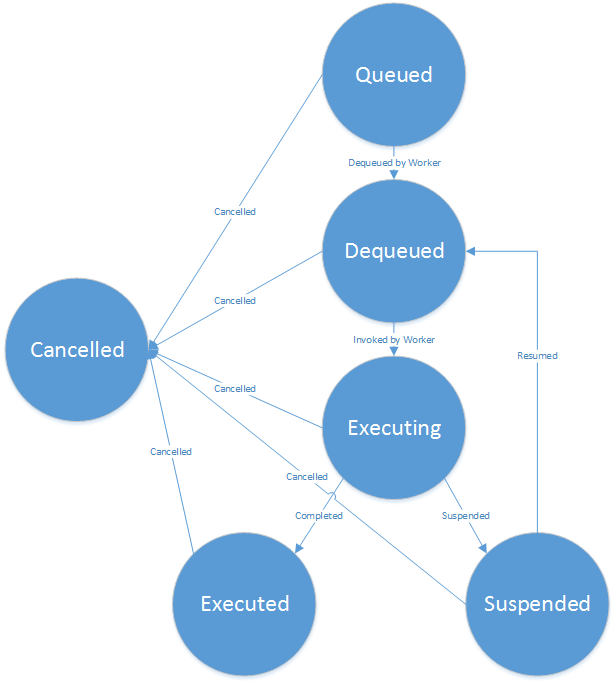 Queued
Dequeued by Worker
Cancelled
Dequeued
Cancelled
Invoked by Worker
Cancelled
Resumed
Cancelled
Executing
Cancelled
Cancelled
Completed
Suspended
Executed
Suspended